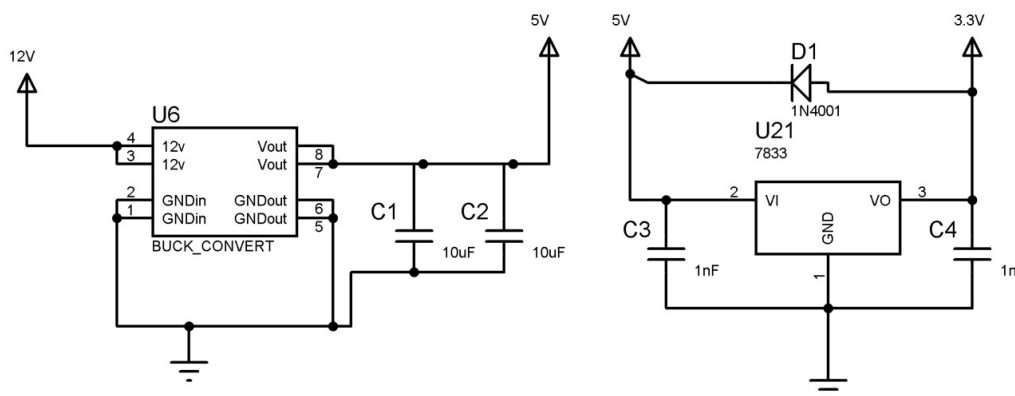 12V
U6
4 12v Vout 8
3 12v Vout 7
2 GNDin GNDout 6
1 GNDin GNDout 5
BUCK_CONVERT
5V
C1
10uF
C2
10uF
5V
3.3V
D1
1N4001
U21
7833
2 VI VO 3
GND
1
C3
1nF
C4
1n